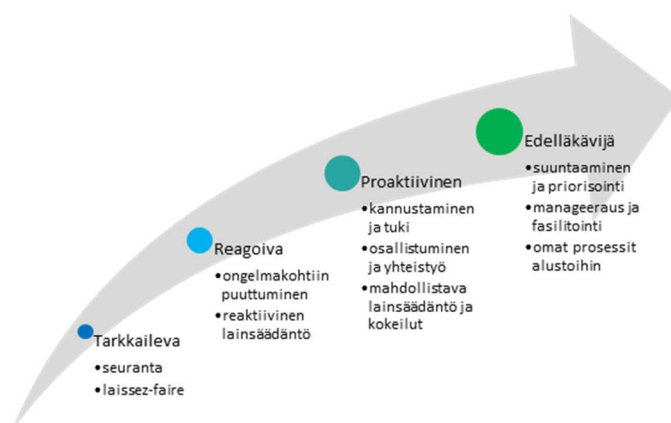 Edelläkävijä
•suuntaaminen
ja priorisointi
•manageeraus ja
fasilitointi
•omat prosessit
alustoihin
Proaktiivinen
•kannustaminen
ja tuki
•osallistuminen
ja yhteistyö
•mahdollistava
lainsäädäntö ja
kokeilut
Reagoiva
•ongelmakohtiin
puuttuminen
•reaktiivinen
lainsäädäntö
Tarkkaileva
•seuranta
•laissez-faire